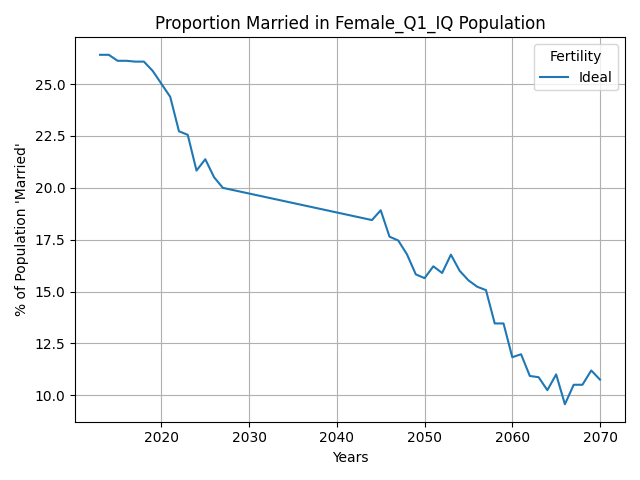 Proportion Married in Female_Q1_IQ Population
Fertility
Ideal
% of Population 'Married'
25.0
22.5
20.0
17.5
15.0
12.5
10.0
2020 2030 2040 2050 2060 2070
Years